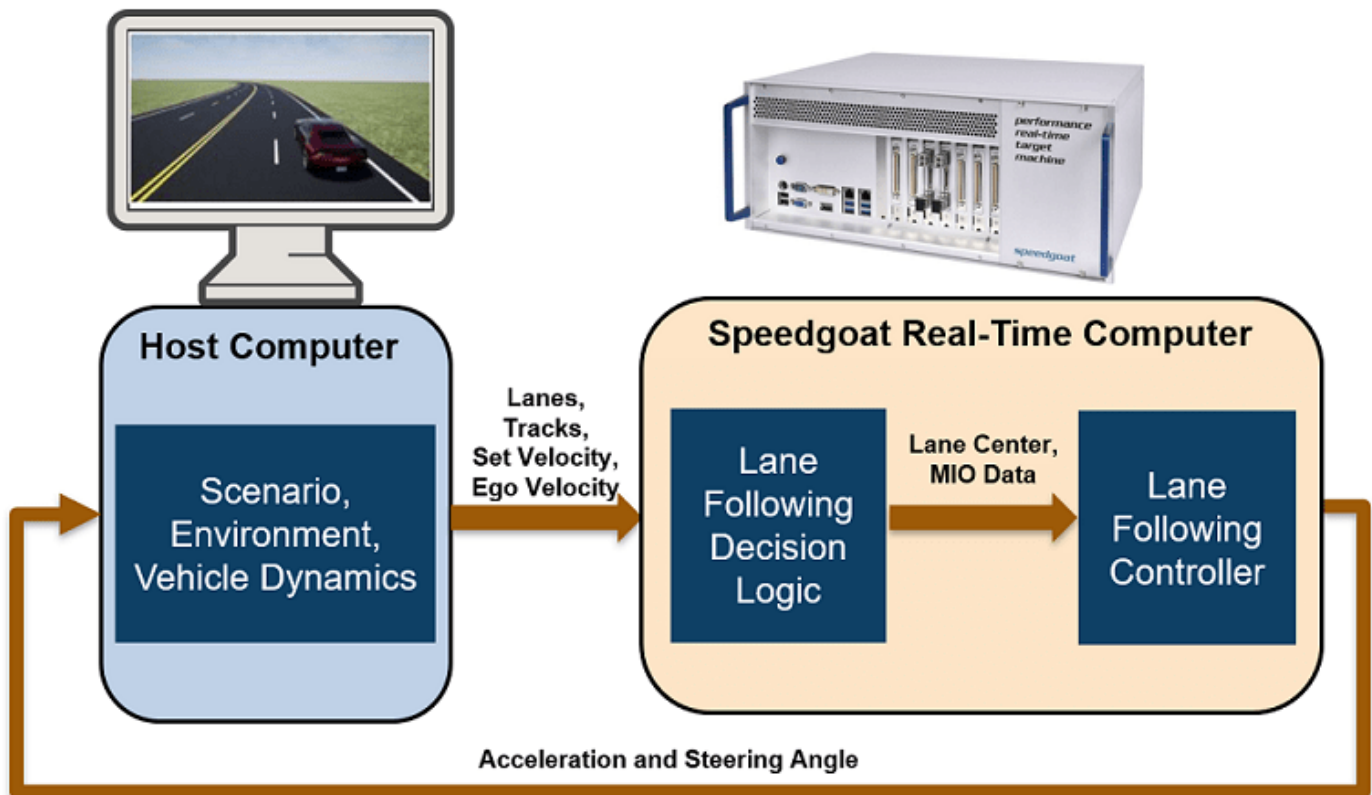 performance
real-time
target
machine
speedgoat
Host Computer
Scenario,
Environment,
Vehicle Dynamics
Lanes,
Tracks,
Set Velocity,
Ego Velocity
Speedgoat Real-Time Computer
Lane
Following
Decision
Logic
Lane Center,
MIO Data
Lane
Following
Controller
Acceleration and Steering Angle